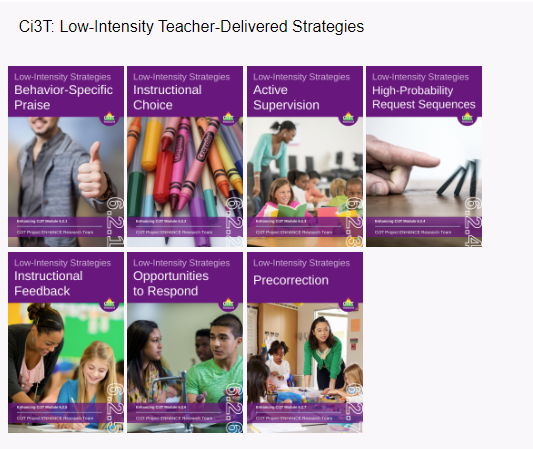 Ci3T: Low-Intensity Teacher-Delivered Strategies
Low-Intensity Strategies
Behavior-Specific
Praise
Enhancing Ci3T Module 6.2.1
Ci3T Project ENHANCE Research Team
6.2.1
Low-Intensity Strategies
Instructional
Choice
Enhancing Ci3T Module 6.2.2
Ci3T Project ENHANCE Research Team
6.2.2
Low-Intensity Strategies
Active
Supervision
Enhancing Ci3T Module 6.2.3
Ci3T Project ENHANCE Research Team
6.2.3
Low-Intensity Strategies
High-Probability
Request Sequences
Enhancing Ci3T Module 6.2.4
Ci3T Project ENHANCE Research Team
6.2.4
Low-Intensity Strategies
Instructional
Feedback
Enhancing Ci3T Module 6.2.5
Ci3T Project ENHANCE Research Team
6.2.5
Low-Intensity Strategies
Opportunities
to Respond
Enhancing Ci3T Module 6.2.6
Ci3T Project ENHANCE Research Team
6.2.6
Low-Intensity Strategies
Precorrection
Enhancing Ci3T Module 6.2.7
Ci3T Project ENHANCE Research Team
6.2.7